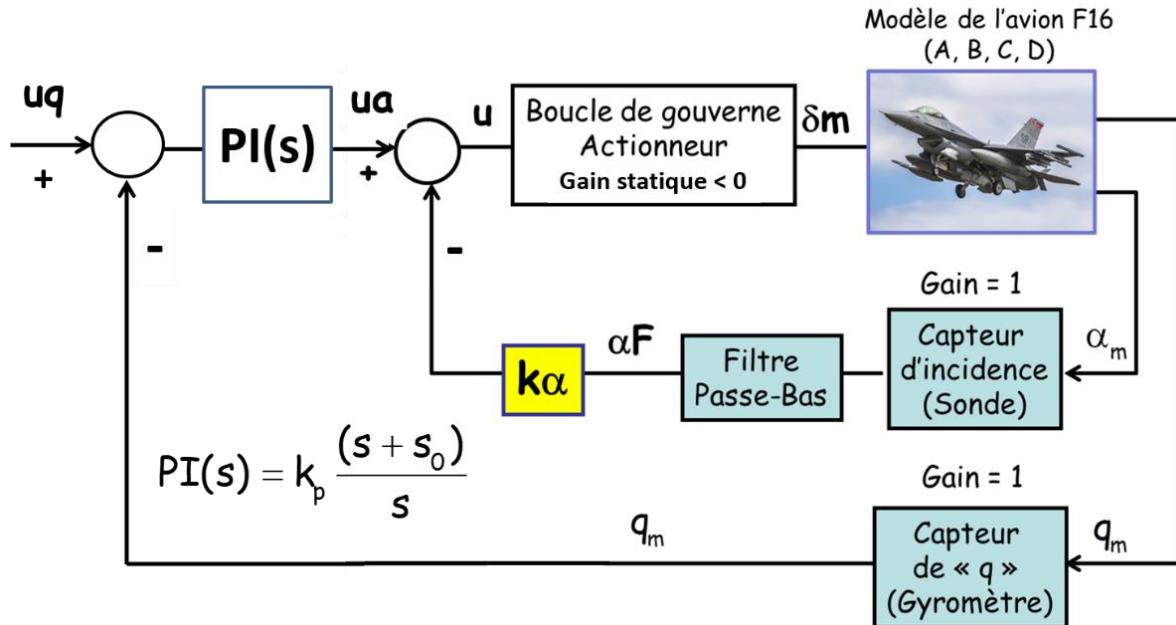 Modèle de l'avion F16
(A, B, C, D)
uq
+
-
PI(s)
ua
+
-
u
Boucle de gouverne
Actionneur
Gain statique < 0
δm
Gain = 1
Capteur
d'incidence
(Sonde)
αm
Filtre
Passe-Bas
αF
kα
PI(s) = kp (s + s0) / s
Gain = 1
qm
Capteur
de « q »
(Gyromètre)
qm